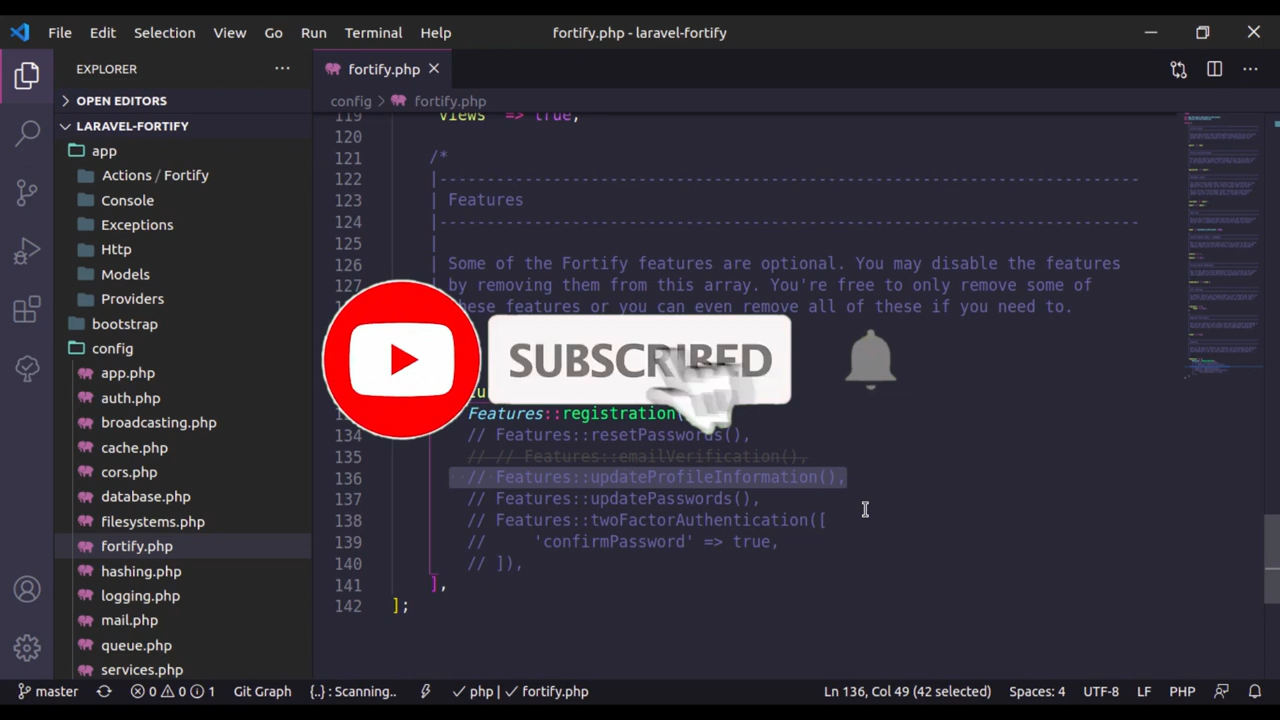 File Edit Selection View Go Run Terminal Help
fortify.php - laravel-fortify
EXPLORER
OPEN EDITORS
LARAVEL-FORTIFY
app
Actions / Fortify
Console
Exceptions
Http
Models
Providers
bootstrap
config
app.php
auth.php
broadcasting.php
cache.php
cors.php
database.php
filesystems.php
fortify.php
hashing.php
logging.php
mail.php
queue.php
services.php
fortify.php
config > fortify.php
119 'views' => true,
120
121 /*
122 |--------------------------------------------------------------------------
123 | Features
124 |--------------------------------------------------------------------------
125 |
126 | Some of the Fortify features are optional. You may disable the features
127 | by removing them from this array. You're free to only remove some of
these features or you can even remove all of these if you need to.
SUBSCRIBED
Features::registration(
134 // Features::resetPasswords(),
135 // // Features::emailVerification(),
136 // Features::updateProfileInformation(),
137 // Features::updatePasswords(),
138 // Features::twoFactorAuthentication([
139 // 'confirmPassword' => true,
140 // ]),
141 ],
142 ];
master 0 0 1 Git Graph {..} : Scanning.. php | fortify.php Ln 136, Col 49 (42 selected) Spaces: 4 UTF-8 LF PHP